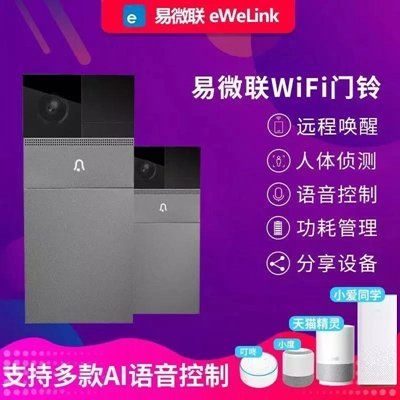 e 易微联 eWeLink
易微联WiFi门铃
远程唤醒
人体侦测
语音控制
功耗管理
分享设备
小爱同学
天猫精灵
小度
叮咚
支持多款AI语音控制